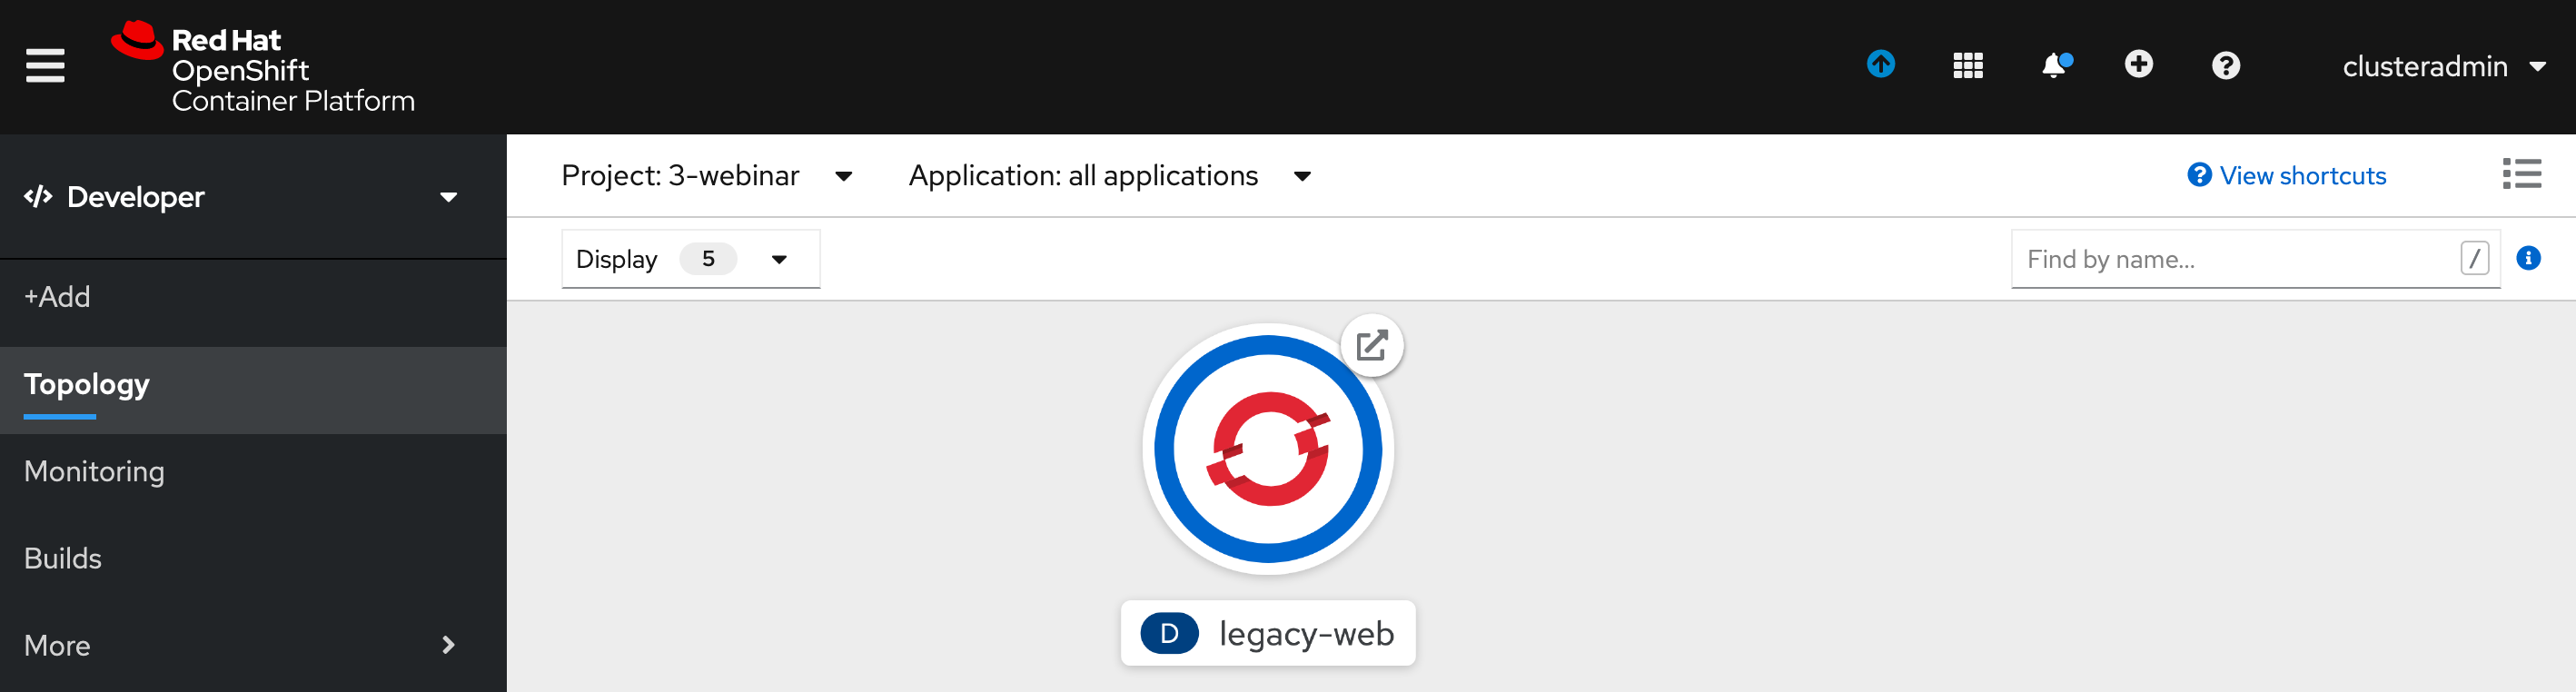 Red Hat
OpenShift
Container Platform
clusteradmin
Developer
+Add
Topology
Monitoring
Builds
More
Project: 3-webinar
Application: all applications
View shortcuts
Display 5
Find by name... /
D legacy-web